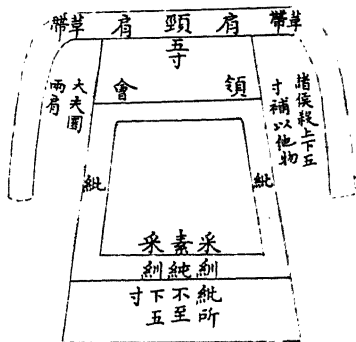 革帶 肩 頸 肩 革帶
五寸
領 會
諸侯殺上下五
寸補以他物
大夫圜
兩肩
紕
紕
采素采
紃純紃
紕所
不至
下五
寸